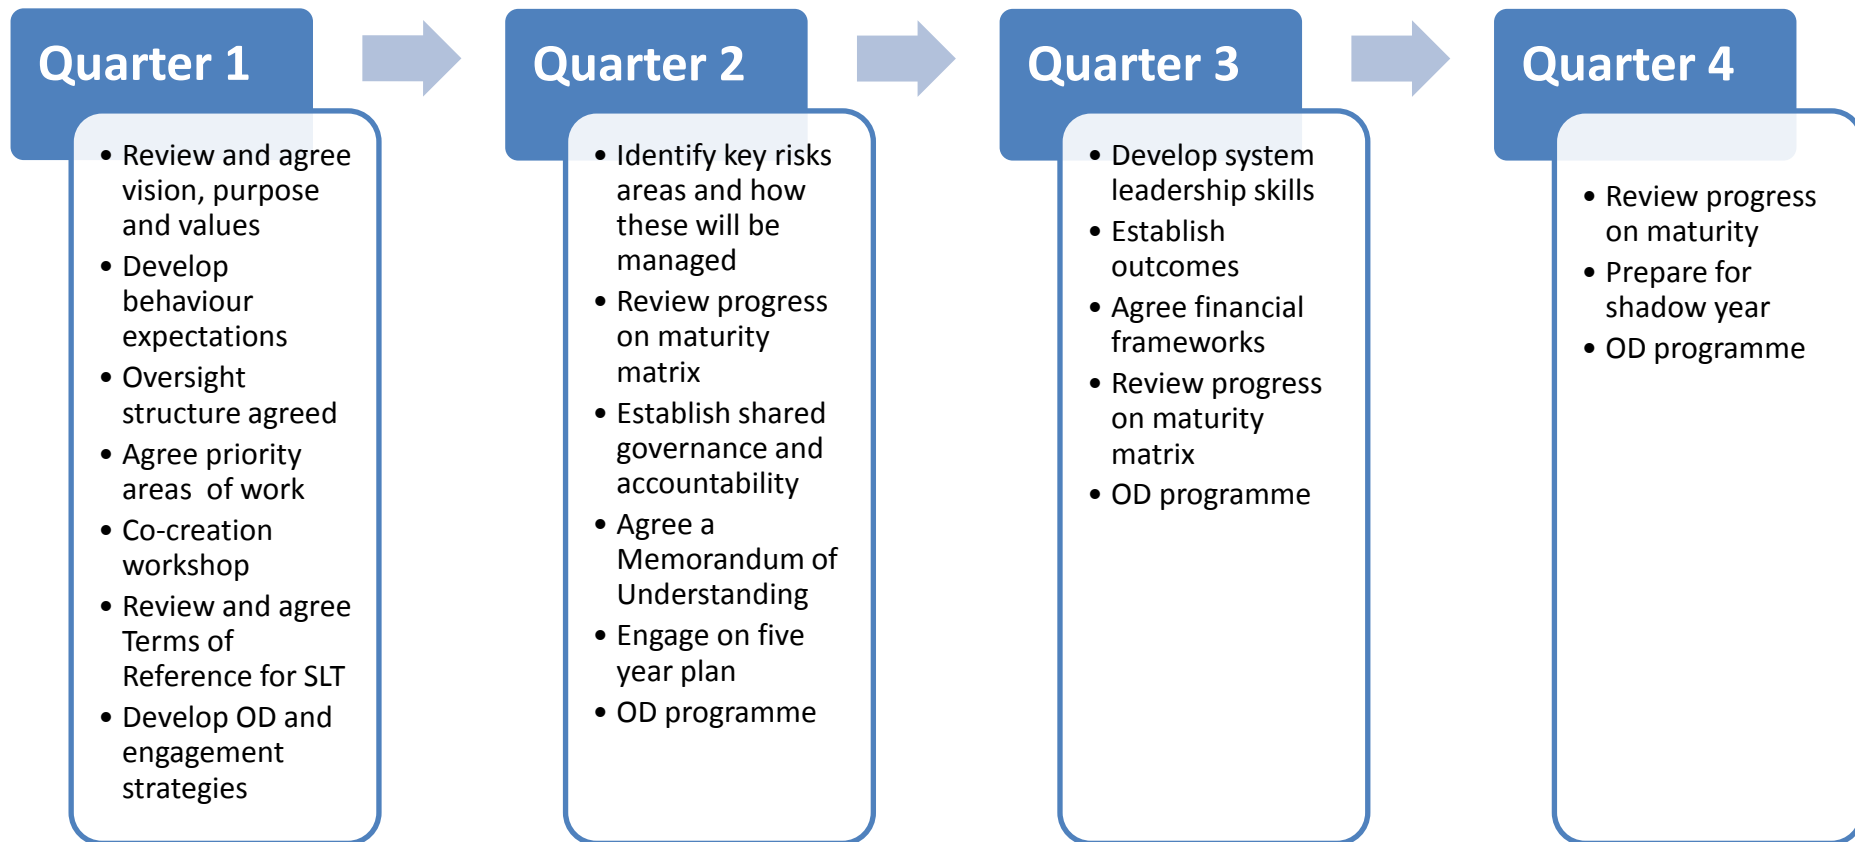 Quarter 1
• Review and agree
vision, purpose
and values
• Develop
behaviour
expectations
• Oversight
structure agreed
• Agree priority
areas  of work
• Co-creation
workshop
• Review and agree
Terms of
Reference for SLT
• Develop OD and
engagement
strategies
Quarter 2
• Identify key risks
areas and how
these will be
managed
• Review progress
on maturity
matrix
• Establish shared
governance and
accountability
• Agree a
Memorandum of
Understanding
• Engage on five
year plan
• OD programme
Quarter 3
• Develop system
leadership skills
• Establish
outcomes
• Agree financial
frameworks
• Review progress
on maturity
matrix
• OD programme
Quarter 4
• Review progress
on maturity
• Prepare for
shadow year
• OD programme